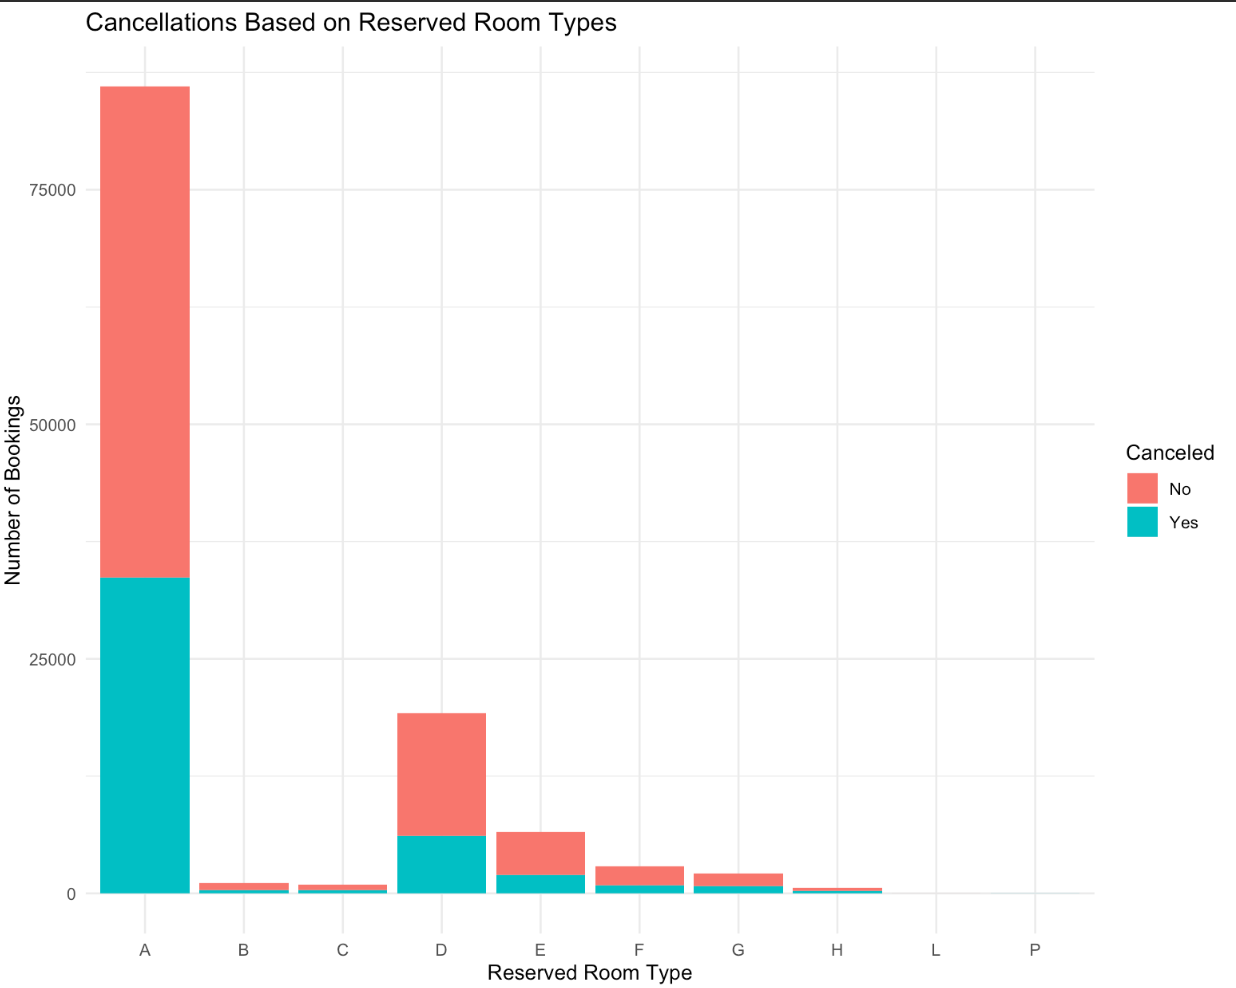 Cancellations Based on Reserved Room Types
Number of Bookings
75000
50000
25000
0
A B C D E F G H L P
Reserved Room Type
Canceled
No
Yes